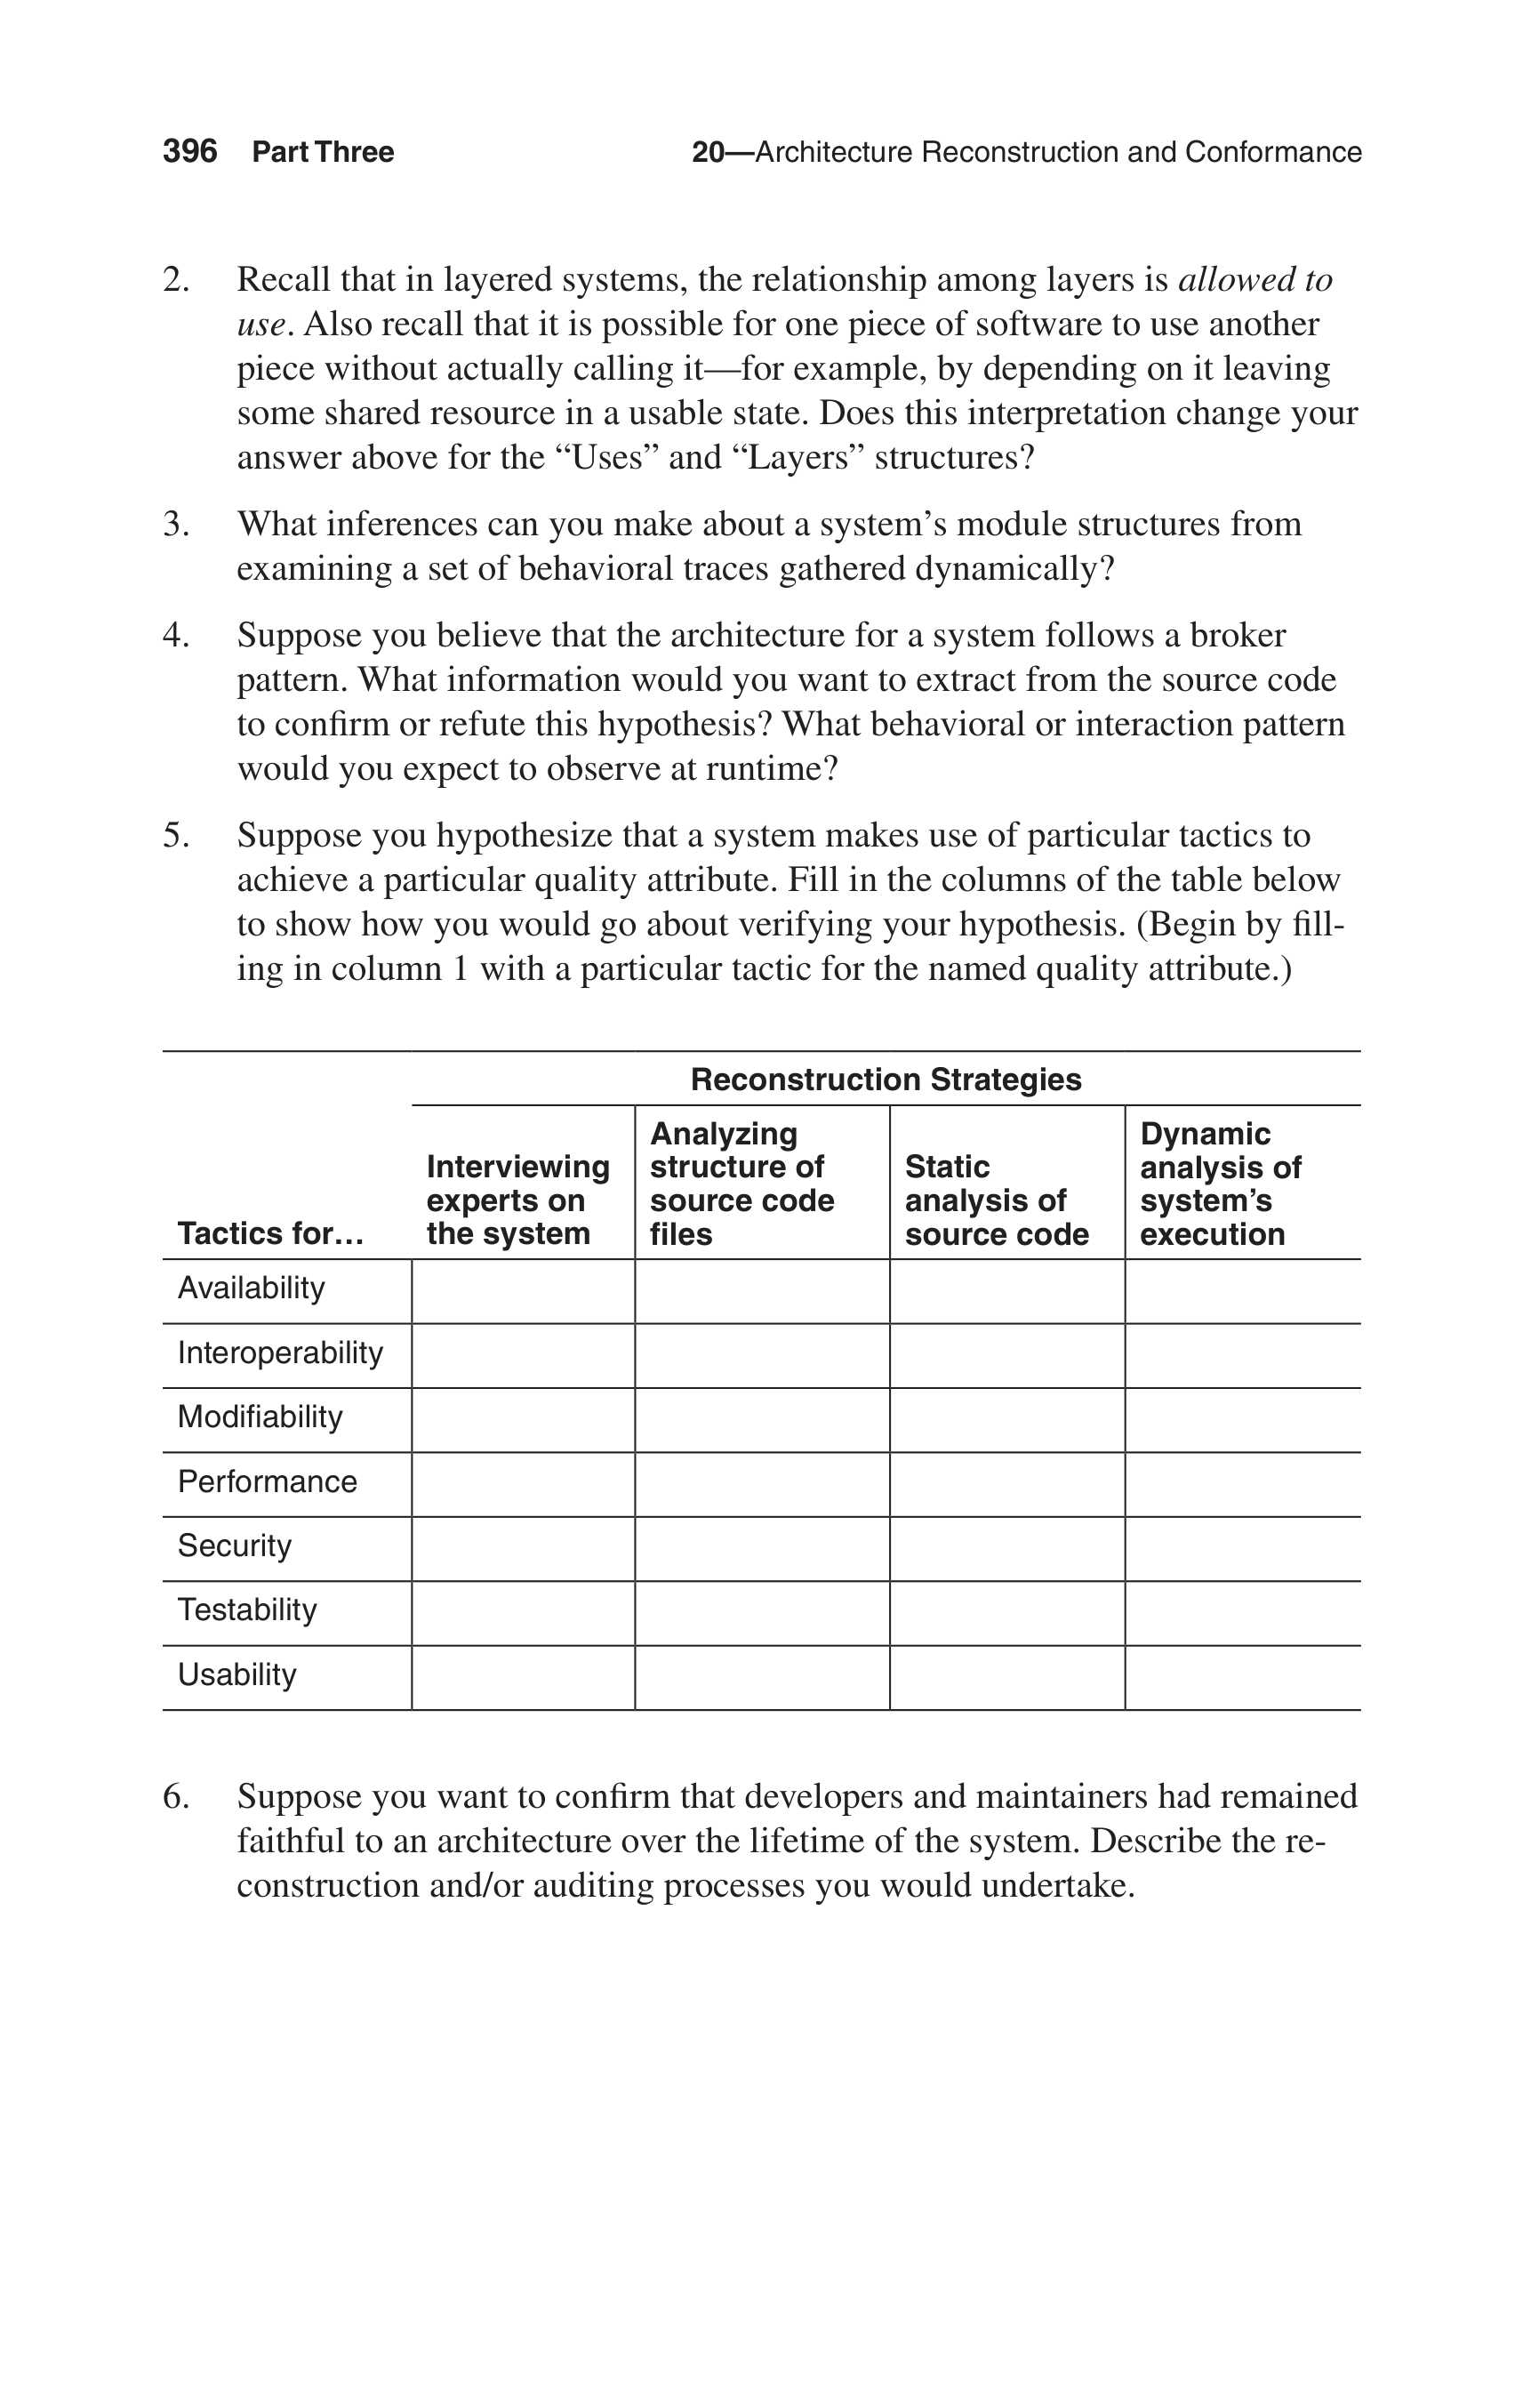 396 Part Three 20—Architecture Reconstruction and Conformance
2. Recall that in layered systems, the relationship among layers is allowed to
use. Also recall that it is possible for one piece of software to use another
piece without actually calling it—for example, by depending on it leaving
some shared resource in a usable state. Does this interpretation change your
answer above for the “Uses” and “Layers” structures?
3. What inferences can you make about a system’s module structures from
examining a set of behavioral traces gathered dynamically?
4. Suppose you believe that the architecture for a system follows a broker
pattern. What information would you want to extract from the source code
to confirm or refute this hypothesis? What behavioral or interaction pattern
would you expect to observe at runtime?
5. Suppose you hypothesize that a system makes use of particular tactics to
achieve a particular quality attribute. Fill in the columns of the table below
to show how you would go about verifying your hypothesis. (Begin by fill-
ing in column 1 with a particular tactic for the named quality attribute.)
Reconstruction Strategies
Tactics for…
Interviewing
experts on
the system
Analyzing
structure of
source code
files
Static
analysis of
source code
Dynamic
analysis of
system’s
execution
Availability
Interoperability
Modifiability
Performance
Security
Testability
Usability
6. Suppose you want to confirm that developers and maintainers had remained
faithful to an architecture over the lifetime of the system. Describe the re-
construction and/or auditing processes you would undertake.